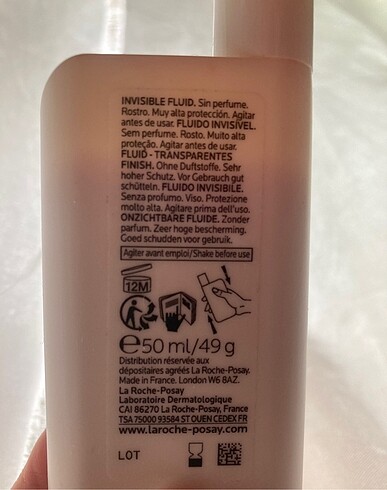 INVISIBLE FLUID. Sin perfume.
Rostro. Muy alta protección. Agitar
antes de usar. FLUIDO INVISÍVEL.
Sem perfume. Rosto. Muito alta
proteção. Agitar antes de usar.
FLUID - TRANSPARENTES
FINISH. Ohne Duftstoffe. Sehr
hoher Schutz. Vor Gebrauch gut
schütteln. FLUIDO INVISIBILE.
Senza profumo. Viso. Protezione
molto alta. Agitare prima dell'uso.
ONZICHTBARE FLUIDE. Zonder
parfum. Zeer hoge bescherming.
Goed schudden voor gebruik.
Agiter avant emploi/Shake before use
12M
℮50 ml/49 g
Distribution réservée aux
dépositaires agréés La Roche-Posay.
Made in France. London W6 8AZ.
La Roche-Posay
Laboratoire Dermatologique
CAI 86270 La Roche-Posay, France
TSA 75000 93584 ST OUEN CEDEX FR
www.laroche-posay.com
LOT